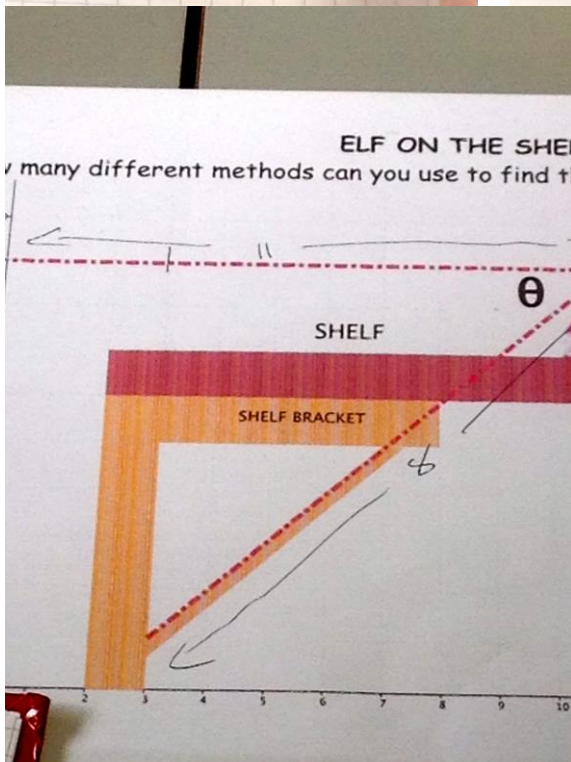 ELF ON THE SHE
many different methods can you use to find t
11
θ
SHELF
SHELF BRACKET
2 3 4 5 6 7 8 9 10